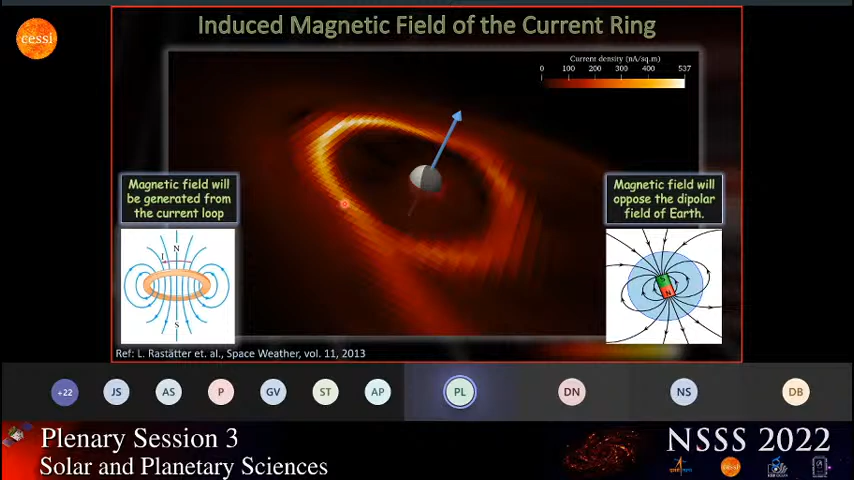 Induced Magnetic Field of the Current Ring
cessi
Current density (nA/sq.m)
0 100 200 300 400 537
Magnetic field will
be generated from
the current loop
Magnetic field will
oppose the dipolar
field of Earth.
N
I
S
S
N
Ref: L. Rastätter et. al., Space Weather, vol. 11, 2013
+22 JS AS P GV ST AP PL DN NS DB
Plenary Session 3
Solar and Planetary Sciences
NSSS 2022
cessi